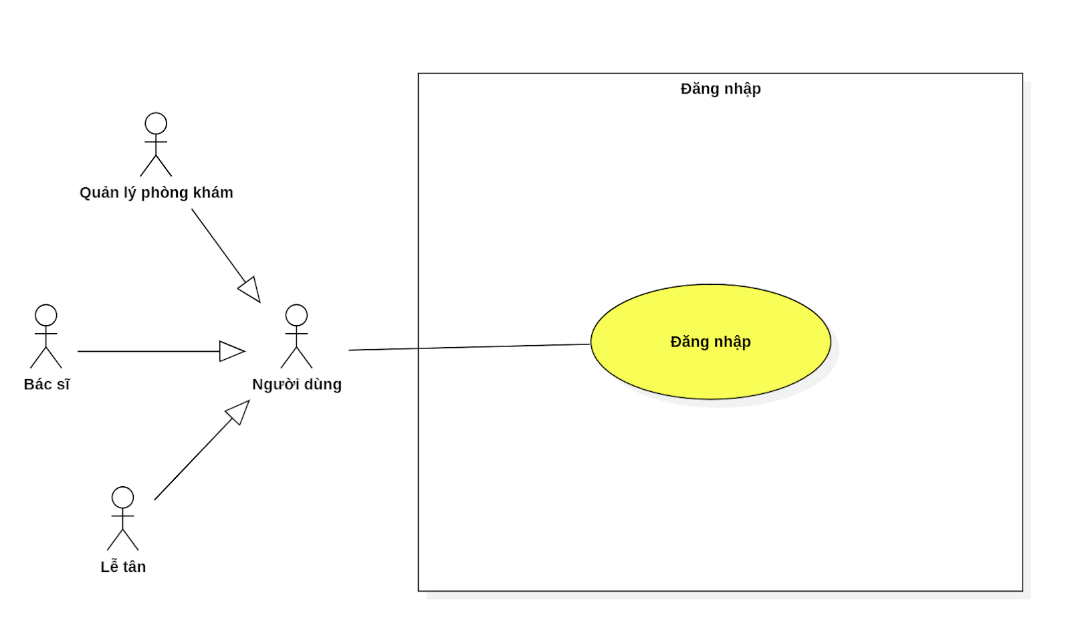 Đăng nhập
Quản lý phòng khám
Đăng nhập
Bác sĩ
Người dùng
Lễ tân